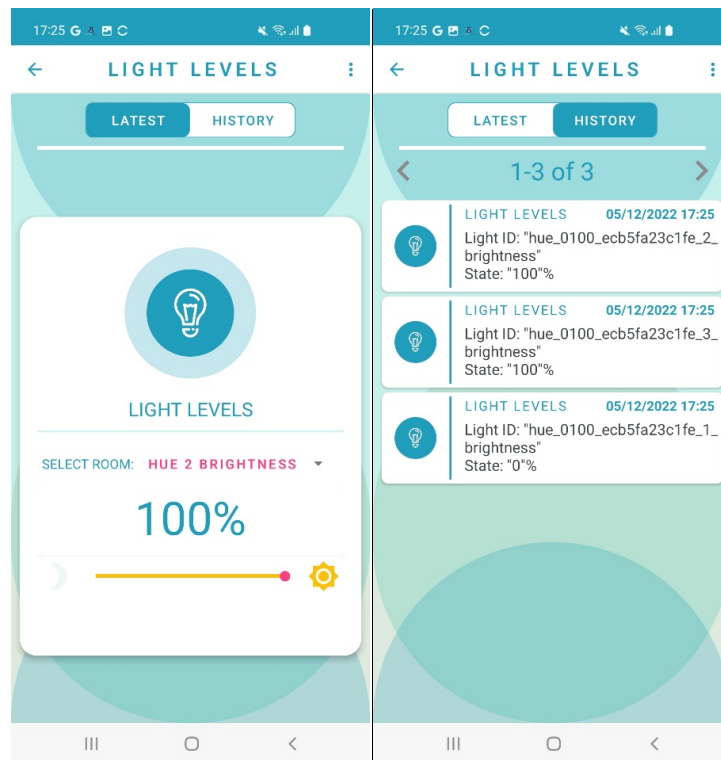 17:25 G
LIGHT LEVELS
LATEST HISTORY
LIGHT LEVELS
SELECT ROOM: HUE 2 BRIGHTNESS
100%
17:25 G
LIGHT LEVELS
LATEST HISTORY
1-3 of 3
LIGHT LEVELS 05/12/2022 17:25
Light ID: "hue_0100_ecb5fa23c1fe_2_
brightness"
State: "100"%
LIGHT LEVELS 05/12/2022 17:25
Light ID: "hue_0100_ecb5fa23c1fe_3_
brightness"
State: "100"%
LIGHT LEVELS 05/12/2022 17:25
Light ID: "hue_0100_ecb5fa23c1fe_1_
brightness"
State: "0"%